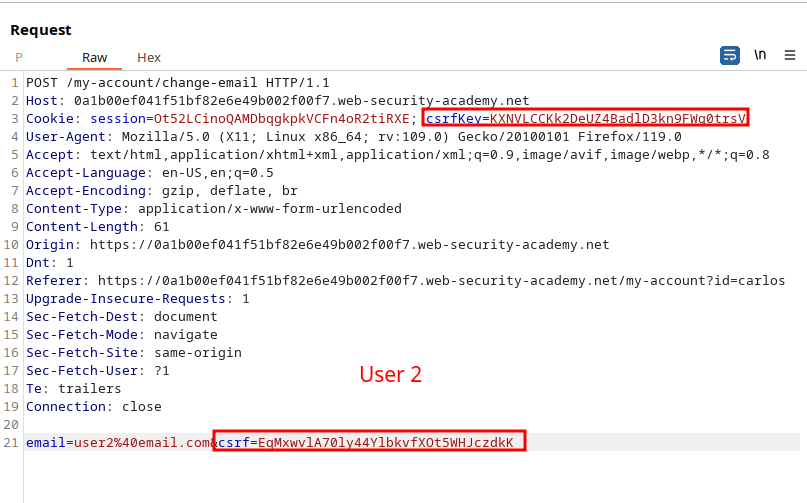 Request
P Raw Hex \n
1 POST /my-account/change-email HTTP/1.1
2 Host: 0a1b00ef041f51bf82e6e49b002f00f7.web-security-academy.net
3 Cookie: session=Ot52LCinoQAMDbqgkpkVCFn4oR2tiRXE; csrfKey=KXNVLCCKk2DeUZ4BadlD3kn9FWq0trsV
4 User-Agent: Mozilla/5.0 (X11; Linux x86_64; rv:109.0) Gecko/20100101 Firefox/119.0
5 Accept: text/html,application/xhtml+xml,application/xml;q=0.9,image/avif,image/webp,*/*;q=0.8
6 Accept-Language: en-US,en;q=0.5
7 Accept-Encoding: gzip, deflate, br
8 Content-Type: application/x-www-form-urlencoded
9 Content-Length: 61
10 Origin: https://0a1b00ef041f51bf82e6e49b002f00f7.web-security-academy.net
11 Dnt: 1
12 Referer: https://0a1b00ef041f51bf82e6e49b002f00f7.web-security-academy.net/my-account?id=carlos
13 Upgrade-Insecure-Requests: 1
14 Sec-Fetch-Dest: document
15 Sec-Fetch-Mode: navigate
16 Sec-Fetch-Site: same-origin
17 Sec-Fetch-User: ?1
User 2
18 Te: trailers
19 Connection: close
20
21 email=user2%40email.com&csrf=EqMxwvlA70ly44YlbkvfXOt5WHJczdkK